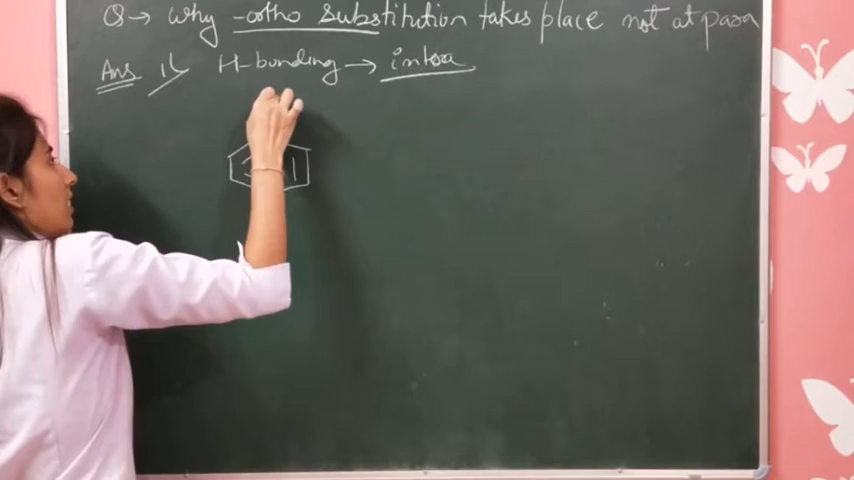 Q→ why -ortho substitution takes place not at para
Ans 1) H-bonding → intra